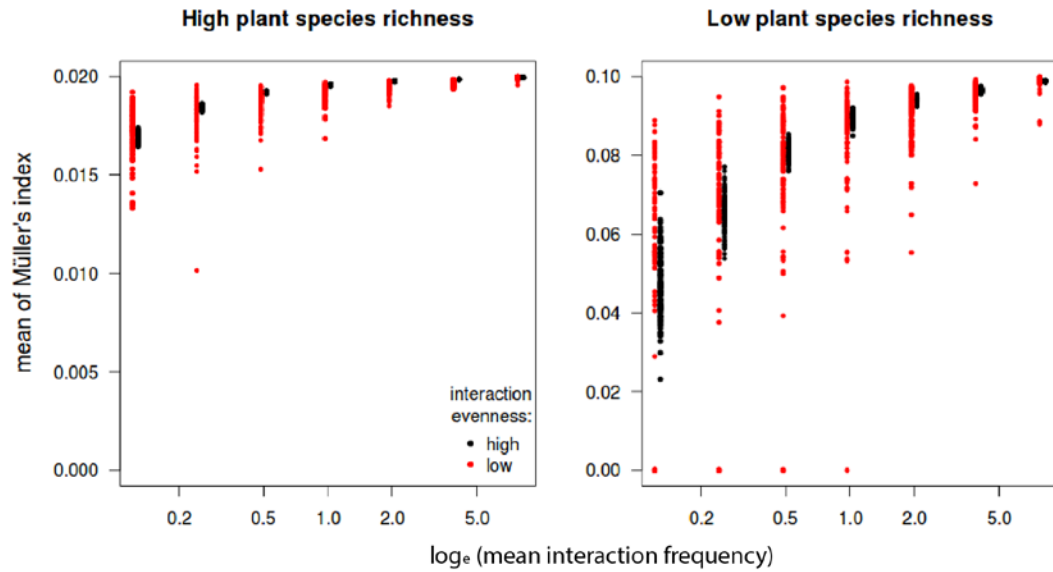 High plant species richness
Low plant species richness
mean of Müller's index
0.020
0.015
0.010
0.005
0.000
interaction
evenness:
high
low
0.2 0.5 1.0 2.0 5.0
0.10
0.08
0.06
0.04
0.02
0.00
0.2 0.5 1.0 2.0 5.0
logₑ (mean interaction frequency)